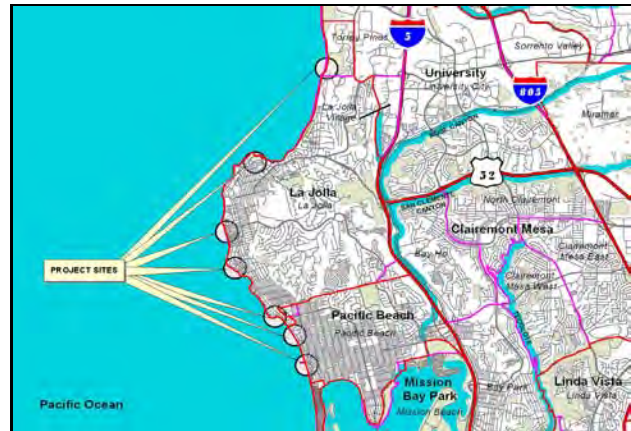 Torrey Pines
5
Sorrento Valley
University
University City
805
La Jolla
Village
Miramar
ROSE CANYON
52
La Jolla
La Jolla
SAN CLEMENTE
CANYON
North Clairemont
Clairemont Mesa
Bay Ho
Clairemont
Mesa East
Clairemont
Mesa West
PROJECT SITES
Pacific Beach
Pacific Beach
Mission
Bay Park
Mission Beach
Bay Park
Linda Vista
Linda Vista
Pacific Ocean